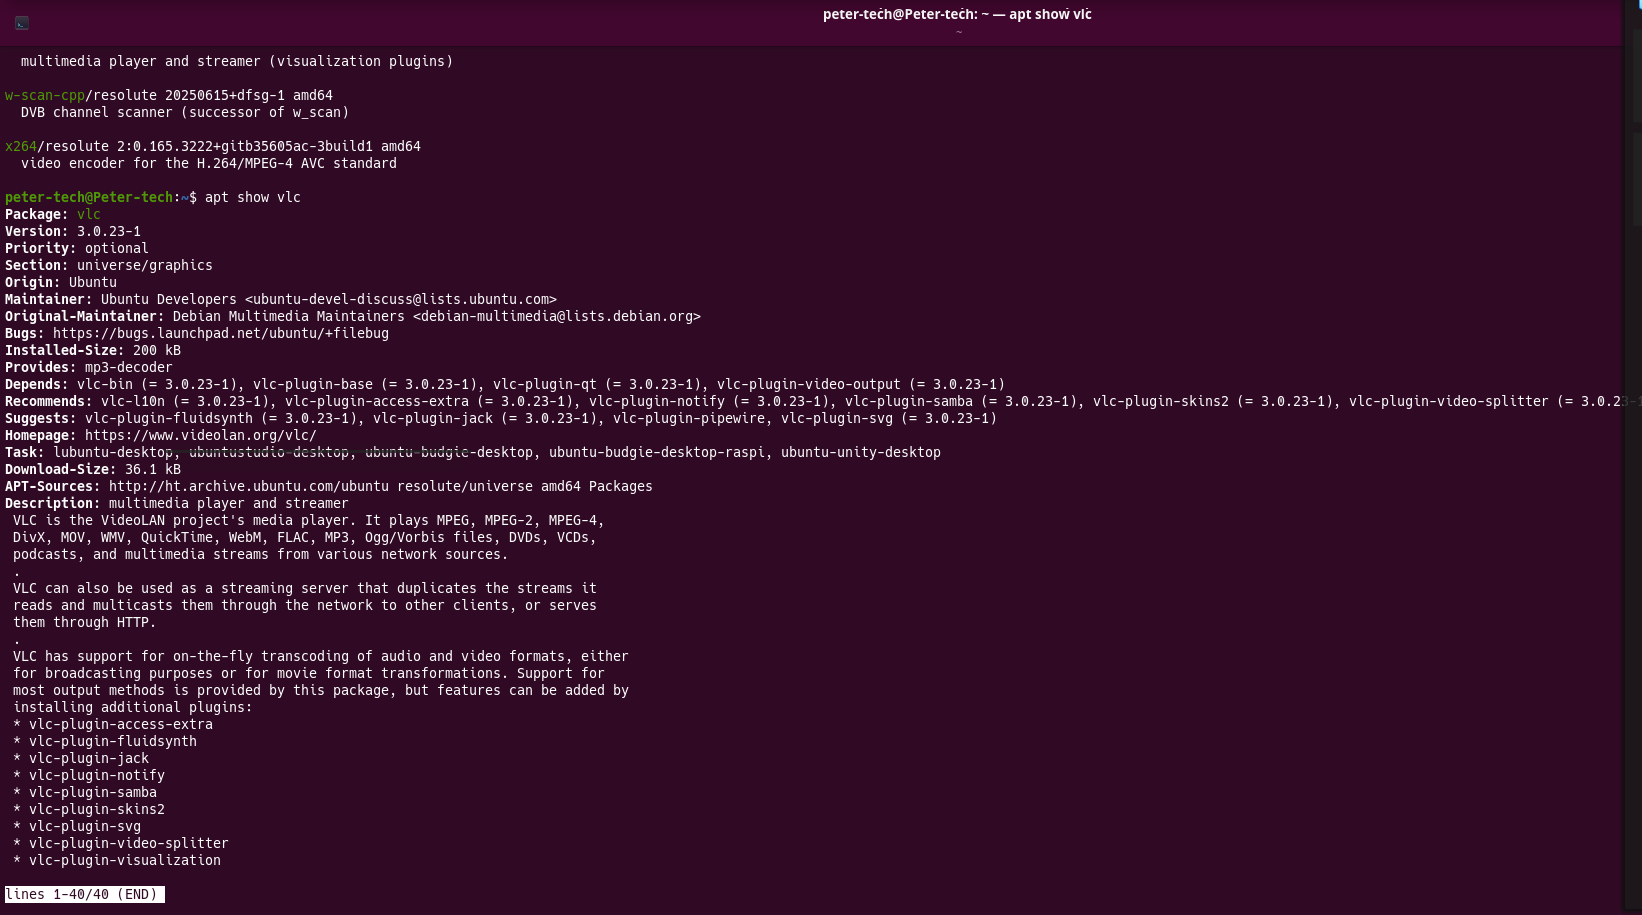 peter-tech@Peter-tech: ~ — apt show vlc
~
multimedia player and streamer (visualization plugins)
w-scan-cpp/resolute 20250615+dfsg-1 amd64
DVB channel scanner (successor of w_scan)
x264/resolute 2:0.165.3222+gitb35605ac-3build1 amd64
video encoder for the H.264/MPEG-4 AVC standard
peter-tech@Peter-tech:~$ apt show vlc
Package: vlc
Version: 3.0.23-1
Priority: optional
Section: universe/graphics
Origin: Ubuntu
Maintainer: Ubuntu Developers <ubuntu-devel-discuss@lists.ubuntu.com>
Original-Maintainer: Debian Multimedia Maintainers <debian-multimedia@lists.debian.org>
Bugs: https://bugs.launchpad.net/ubuntu/+filebug
Installed-Size: 200 kB
Provides: mp3-decoder
Depends: vlc-bin (= 3.0.23-1), vlc-plugin-base (= 3.0.23-1), vlc-plugin-qt (= 3.0.23-1), vlc-plugin-video-output (= 3.0.23-1)
Recommends: vlc-l10n (= 3.0.23-1), vlc-plugin-access-extra (= 3.0.23-1), vlc-plugin-notify (= 3.0.23-1), vlc-plugin-samba (= 3.0.23-1), vlc-plugin-skins2 (= 3.0.23-1), vlc-plugin-video-splitter (= 3.0.23-1
Suggests: vlc-plugin-fluidsynth (= 3.0.23-1), vlc-plugin-jack (= 3.0.23-1), vlc-plugin-pipewire, vlc-plugin-svg (= 3.0.23-1)
Homepage: https://www.videolan.org/vlc/
Task: lubuntu-desktop, ubuntustudio-desktop, ubuntu-budgie-desktop, ubuntu-budgie-desktop-raspi, ubuntu-unity-desktop
Download-Size: 36.1 kB
APT-Sources: http://ht.archive.ubuntu.com/ubuntu resolute/universe amd64 Packages
Description: multimedia player and streamer
VLC is the VideoLAN project's media player. It plays MPEG, MPEG-2, MPEG-4,
DivX, MOV, WMV, QuickTime, WebM, FLAC, MP3, Ogg/Vorbis files, DVDs, VCDs,
podcasts, and multimedia streams from various network sources.
.
VLC can also be used as a streaming server that duplicates the streams it
reads and multicasts them through the network to other clients, or serves
them through HTTP.
.
VLC has support for on-the-fly transcoding of audio and video formats, either
for broadcasting purposes or for movie format transformations. Support for
most output methods is provided by this package, but features can be added by
installing additional plugins:
* vlc-plugin-access-extra
* vlc-plugin-fluidsynth
* vlc-plugin-jack
* vlc-plugin-notify
* vlc-plugin-samba
* vlc-plugin-skins2
* vlc-plugin-svg
* vlc-plugin-video-splitter
* vlc-plugin-visualization
lines 1-40/40 (END)